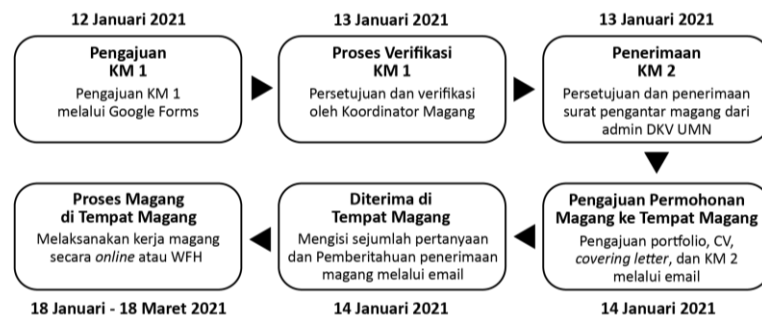 12 Januari 2021
Pengajuan
KM 1
Pengajuan KM 1
melalui Google Forms
13 Januari 2021
Proses Verifikasi
KM 1
Persetujuan dan verifikasi
oleh Koordinator Magang
13 Januari 2021
Penerimaan
KM 2
Persetujuan dan penerimaan
surat pengantar magang dari
admin DKV UMN
Pengajuan Permohonan
Magang ke Tempat Magang
Pengajuan portfolio, CV,
covering letter, dan KM 2
melalui email
14 Januari 2021
Diterima di
Tempat Magang
Mengisi sejumlah pertanyaan
dan Pemberitahuan penerimaan
magang melalui email
14 Januari 2021
Proses Magang
di Tempat Magang
Melaksanakan kerja magang
secara online atau WFH
18 Januari - 18 Maret 2021